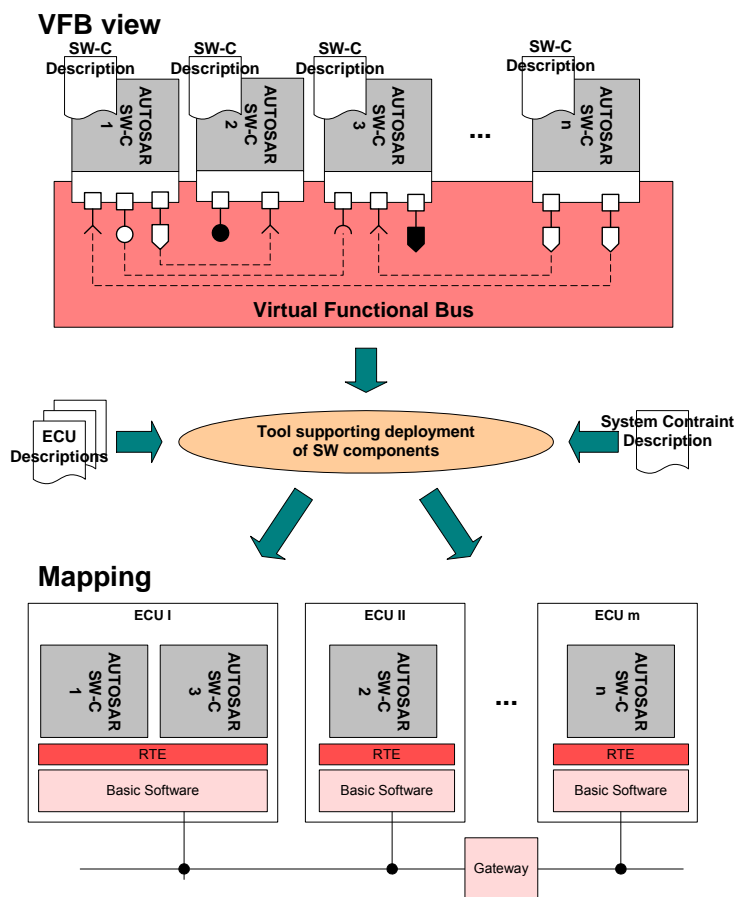 VFB view
SW-C
Description
SW-C
Description
SW-C
Description
SW-C
Description
AUTOSAR
SW-C
1
AUTOSAR
SW-C
2
AUTOSAR
SW-C
3
...
AUTOSAR
SW-C
n
Virtual Functional Bus
ECU
Descriptions
Tool supporting deployment
of SW components
System Contraint
Description
Mapping
ECU I
ECU II
ECU m
AUTOSAR
SW-C
1
AUTOSAR
SW-C
3
AUTOSAR
SW-C
2
...
AUTOSAR
SW-C
n
RTE
RTE
RTE
Basic Software
Basic Software
Basic Software
Gateway